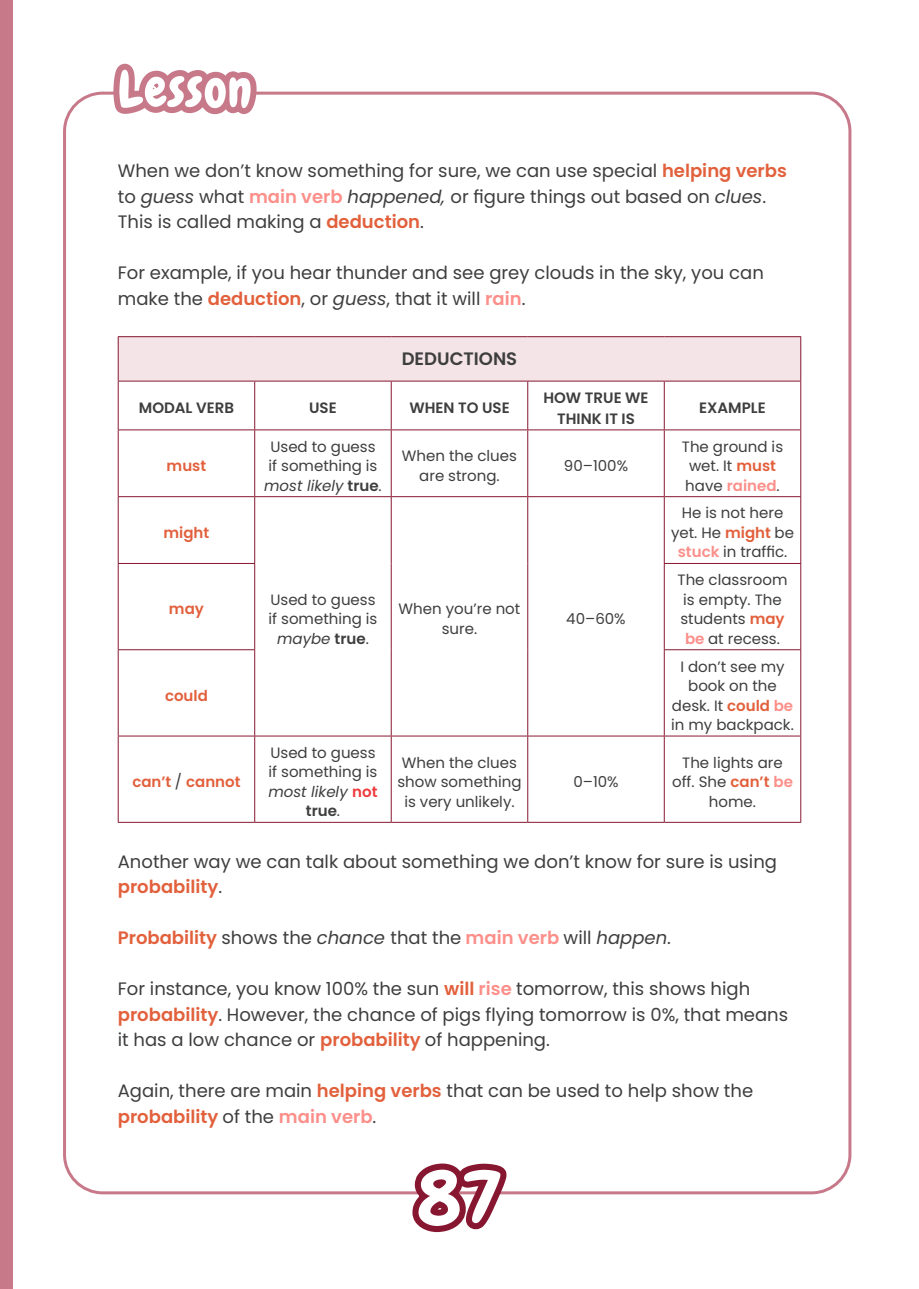 Lesson
When we don't know something for sure, we can use special helping verbs
to guess what main verb happened, or figure things out based on clues.
This is called making a deduction.
For example, if you hear thunder and see grey clouds in the sky, you can
make the deduction, or guess, that it will rain.
DEDUCTIONS
MODAL VERB
USE
WHEN TO USE
HOW TRUE WE
THINK IT IS
EXAMPLE
must
Used to guess
if something is
most likely true.
When the clues
are strong.
90–100%
The ground is
wet. It must
have rained.
might
Used to guess
if something is
maybe true.
When you're not
sure.
40–60%
He is not here
yet. He might be
stuck in traffic.
may
The classroom
is empty. The
students may
be at recess.
could
I don't see my
book on the
desk. It could be
in my backpack.
can't / cannot
Used to guess
if something is
most likely not
true.
When the clues
show something
is very unlikely.
0–10%
The lights are
off. She can't be
home.
Another way we can talk about something we don't know for sure is using
probability.
Probability shows the chance that the main verb will happen.
For instance, you know 100% the sun will rise tomorrow, this shows high
probability. However, the chance of pigs flying tomorrow is 0%, that means
it has a low chance or probability of happening.
Again, there are main helping verbs that can be used to help show the
probability of the main verb.
87